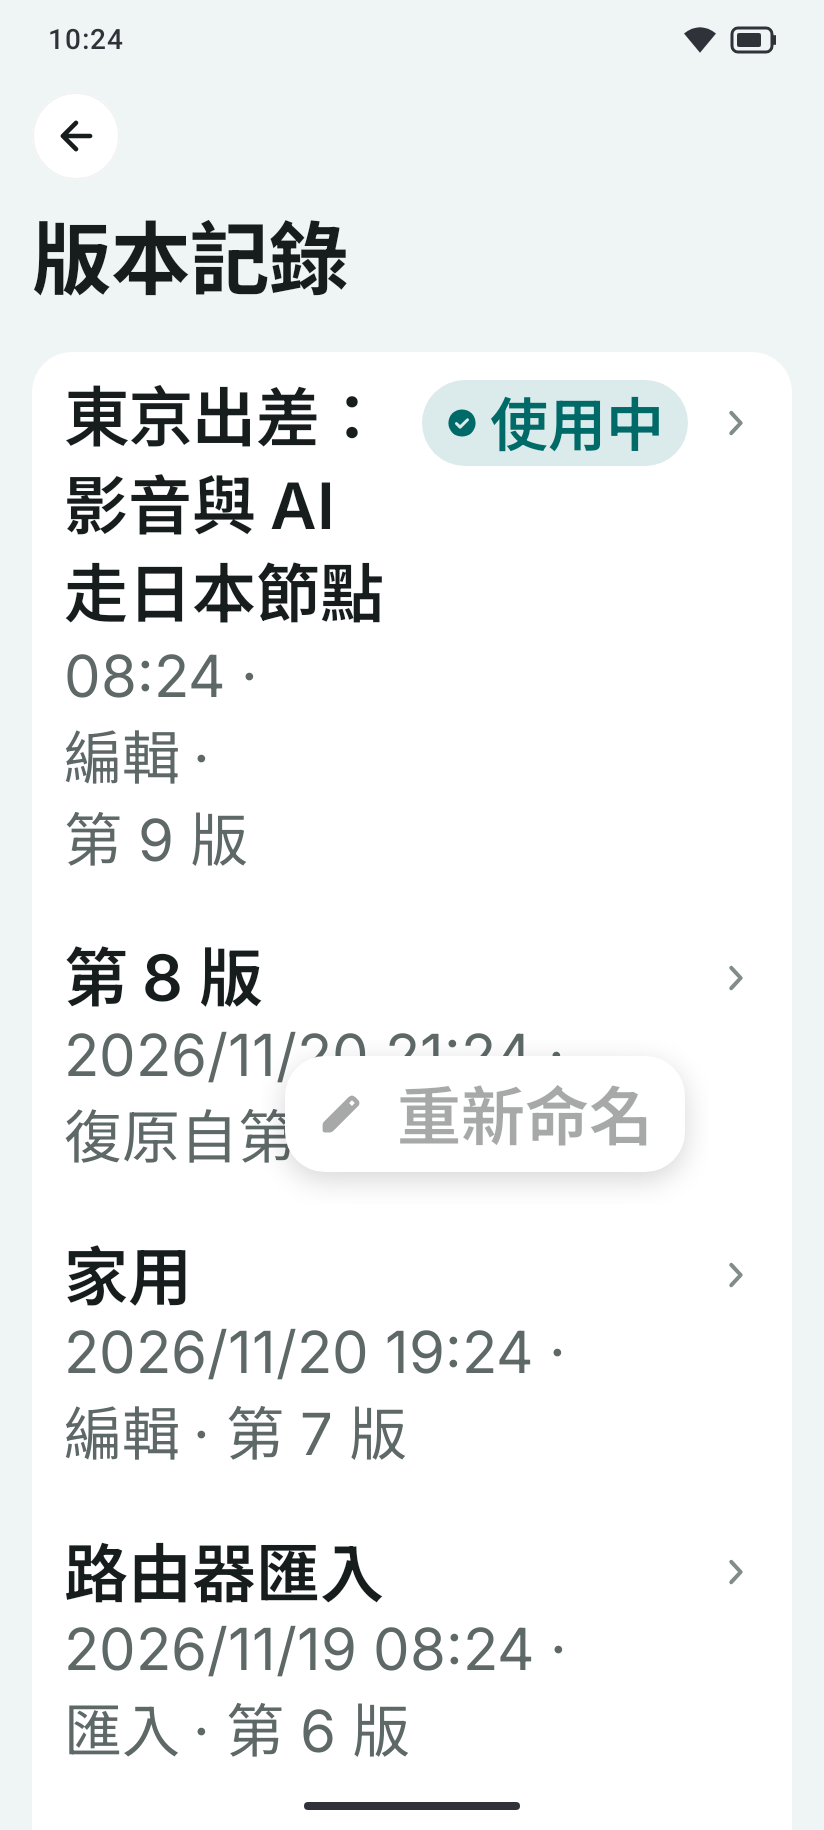 10:24
版本記錄
東京出差：
影音與 AI
走日本節點
使用中
08:24 ·
編輯 ·
第 9 版
第 8 版
2026/11/20 21:24 ·
復原自第
重新命名
家用
2026/11/20 19:24 ·
編輯 · 第 7 版
路由器匯入
2026/11/19 08:24 ·
匯入 · 第 6 版